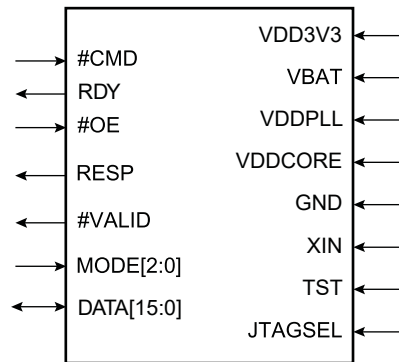 #CMD
RDY
#OE
RESP
#VALID
MODE[2:0]
DATA[15:0]
VDD3V3
VBAT
VDDPLL
VDDCORE
GND
XIN
TST
JTAGSEL